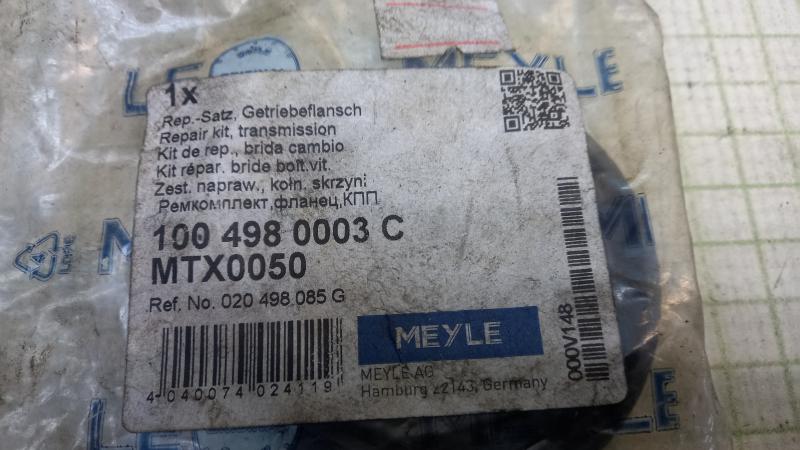 MEYLE
1x
Rep.-Satz, Getriebeflansch
Repair kit, transmission
Kit de rep., brida cambio
Kit répar. bride boît.vit.
Zest. napraw., kołn. skrzyni
Ремкомплект,фланец,КПП
100 498 0003 C
MTX0050
Ref. No. 020 498 085 G
4 040074 024119
MEYLE
MEYLE AG
Hamburg 22143, Germany
000V148
LDPE